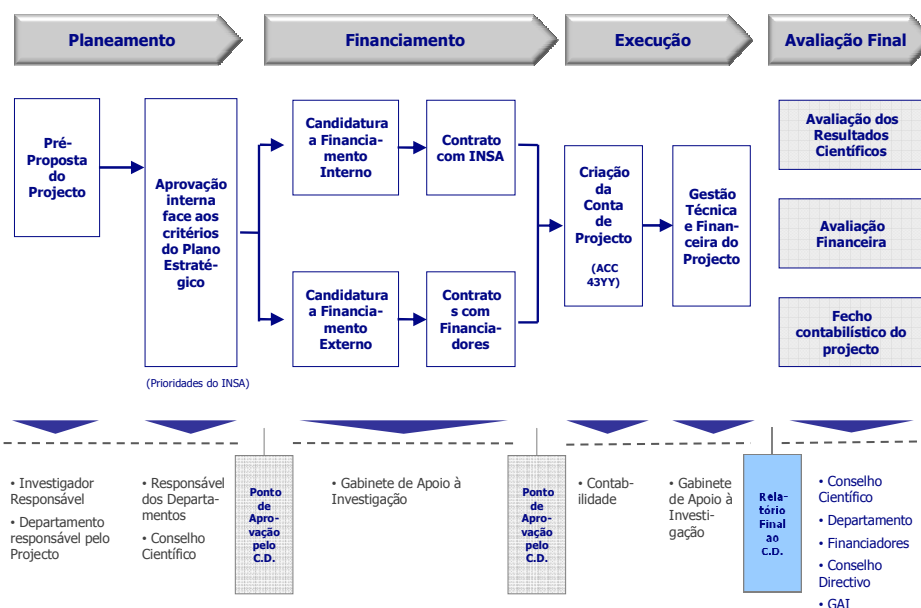 Planeamento
Financiamento
Execução
Avaliação Final
Pré-
Proposta
do
Projecto
Aprovação
interna
face aos
critérios
do Plano
Estraté-
gico
(Prioridades do INSA)
Candidatura
a Financia-
mento
Interno
Contrato
com INSA
Candidatura
a Financia-
mento
Externo
Contrato
s com
Financia-
dores
Criação
da
Conta
de
Projecto
(ACC
43YY)
Gestão
Técnica
e Finan-
ceira do
Projecto
Avaliação dos
Resultados
Científicos
Avaliação
Financeira
Fecho
contabilístico do
projecto
• Investigador
Responsável
• Departamento
responsável pelo
Projecto
• Responsável
dos Departa-
mentos
• Conselho
Científico
Ponto
de
Apro-
vação
pelo
C.D.
• Gabinete de Apoio à
Investigação
Ponto
de
Apro-
vação
pelo
C.D.
• Contab-
ilidade
• Gabinete
de Apoio à
Investi-
gação
Rela-
tório
Final
ao
C.D.
• Conselho
Científico
• Departamento
• Financiadores
• Conselho
Directivo
• GAI